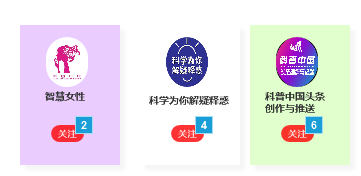 科学为你
解疑释惑
科普中国
智慧女性
科学为你解疑释惑
科普中国头条
创作与推送
关注 2
关注 4
关注 6